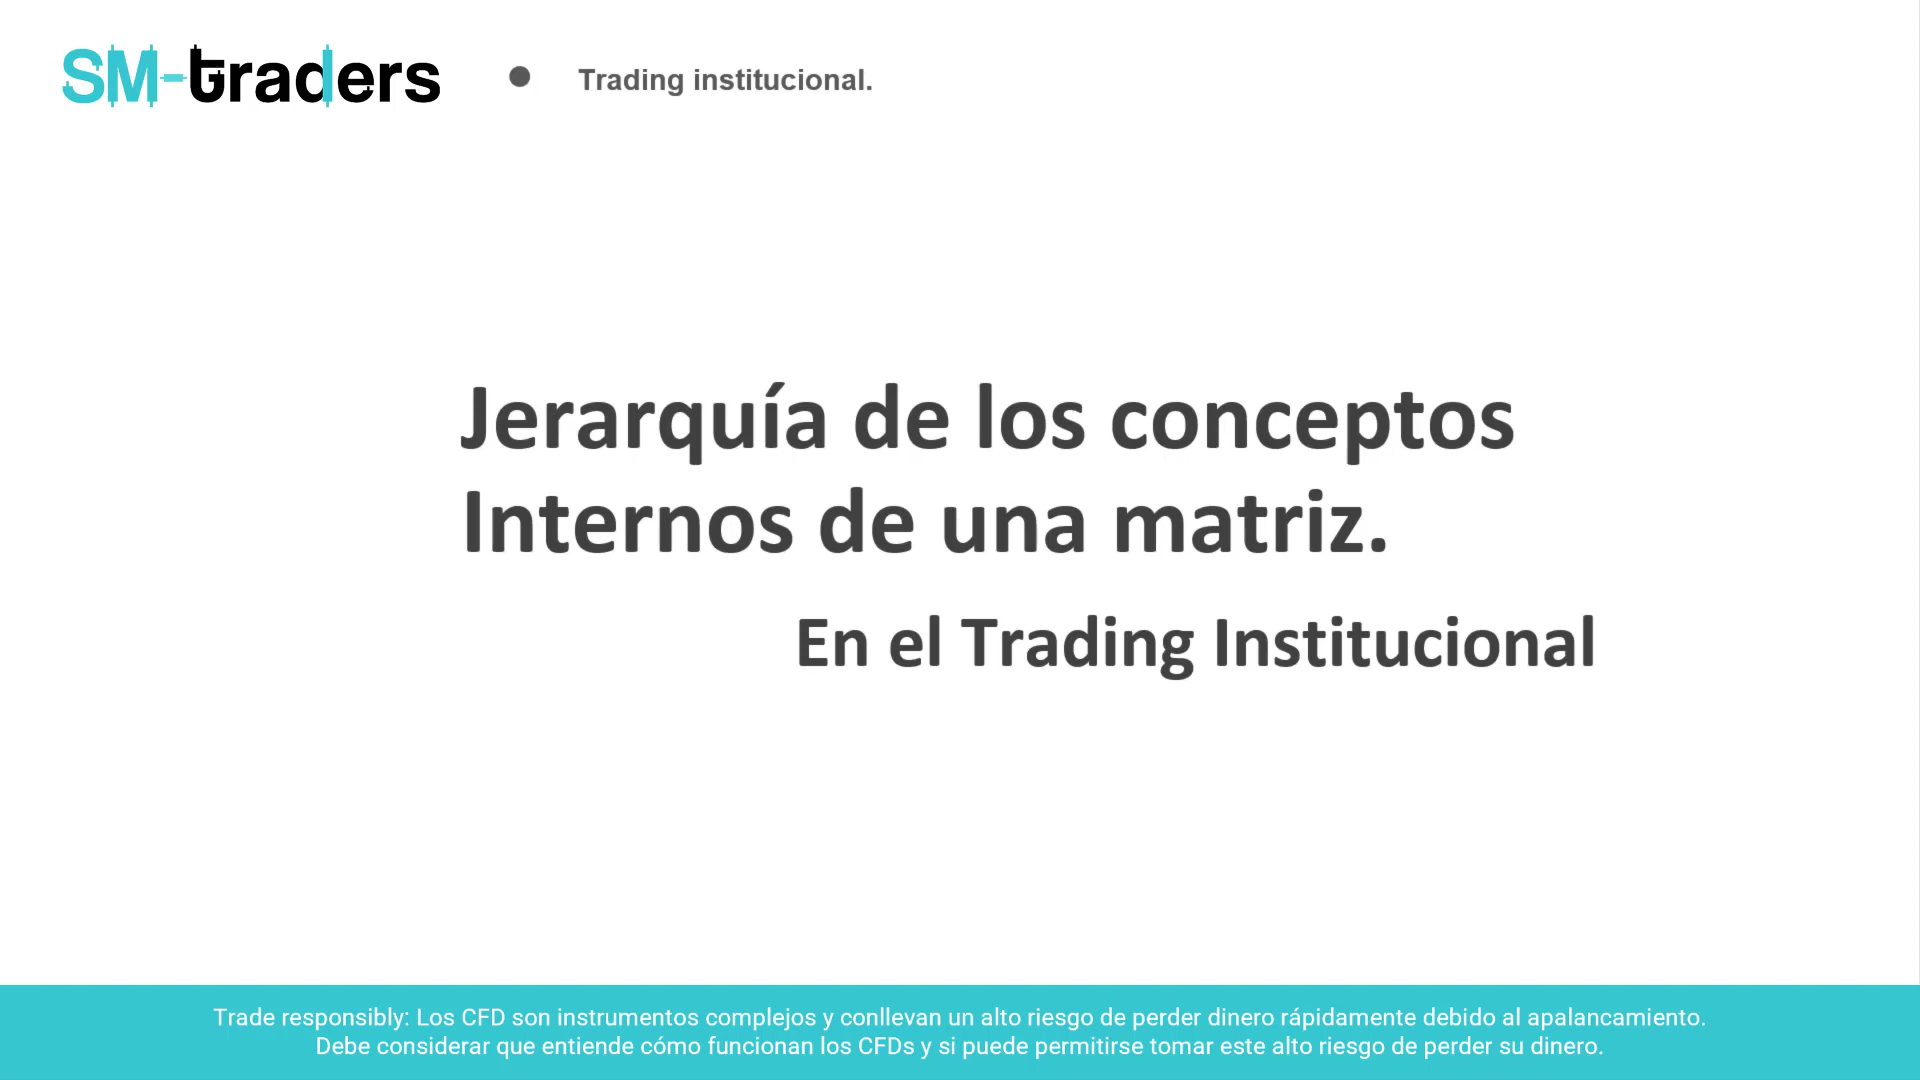 SM-traders
● Trading institucional.
Jerarquía de los conceptos
Internos de una matriz.
En el Trading Institucional
Trade responsibly: Los CFD son instrumentos complejos y conllevan un alto riesgo de perder dinero rápidamente debido al apalancamiento.
Debe considerar que entiende cómo funcionan los CFDs y si puede permitirse tomar este alto riesgo de perder su dinero.